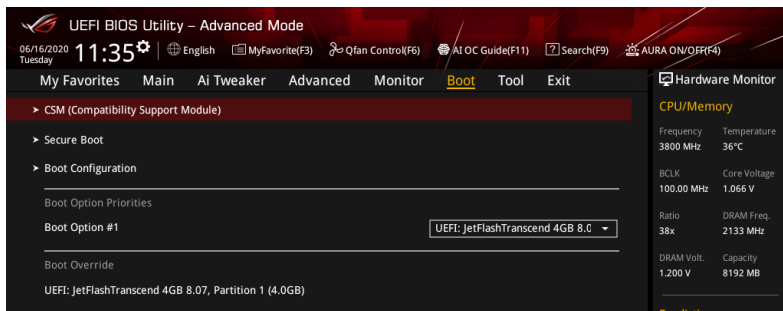 UEFI BIOS Utility – Advanced Mode
06/16/2020 Tuesday 11:35 English MyFavorite(F3) Qfan Control(F6) AI OC Guide(F11) Search(F9) AURA ON/OFF(F4)
My Favorites Main Ai Tweaker Advanced Monitor Boot Tool Exit
Hardware Monitor
CSM (Compatibility Support Module)
Secure Boot
Boot Configuration
Boot Option Priorities
Boot Option #1 UEFI: JetFlashTranscend 4GB 8.0
Boot Override
UEFI: JetFlashTranscend 4GB 8.07, Partition 1 (4.0GB)
CPU/Memory
Frequency Temperature
3800 MHz 36°C
BCLK Core Voltage
100.00 MHz 1.066 V
Ratio DRAM Freq.
38x 2133 MHz
DRAM Volt. Capacity
1.200 V 8192 MB